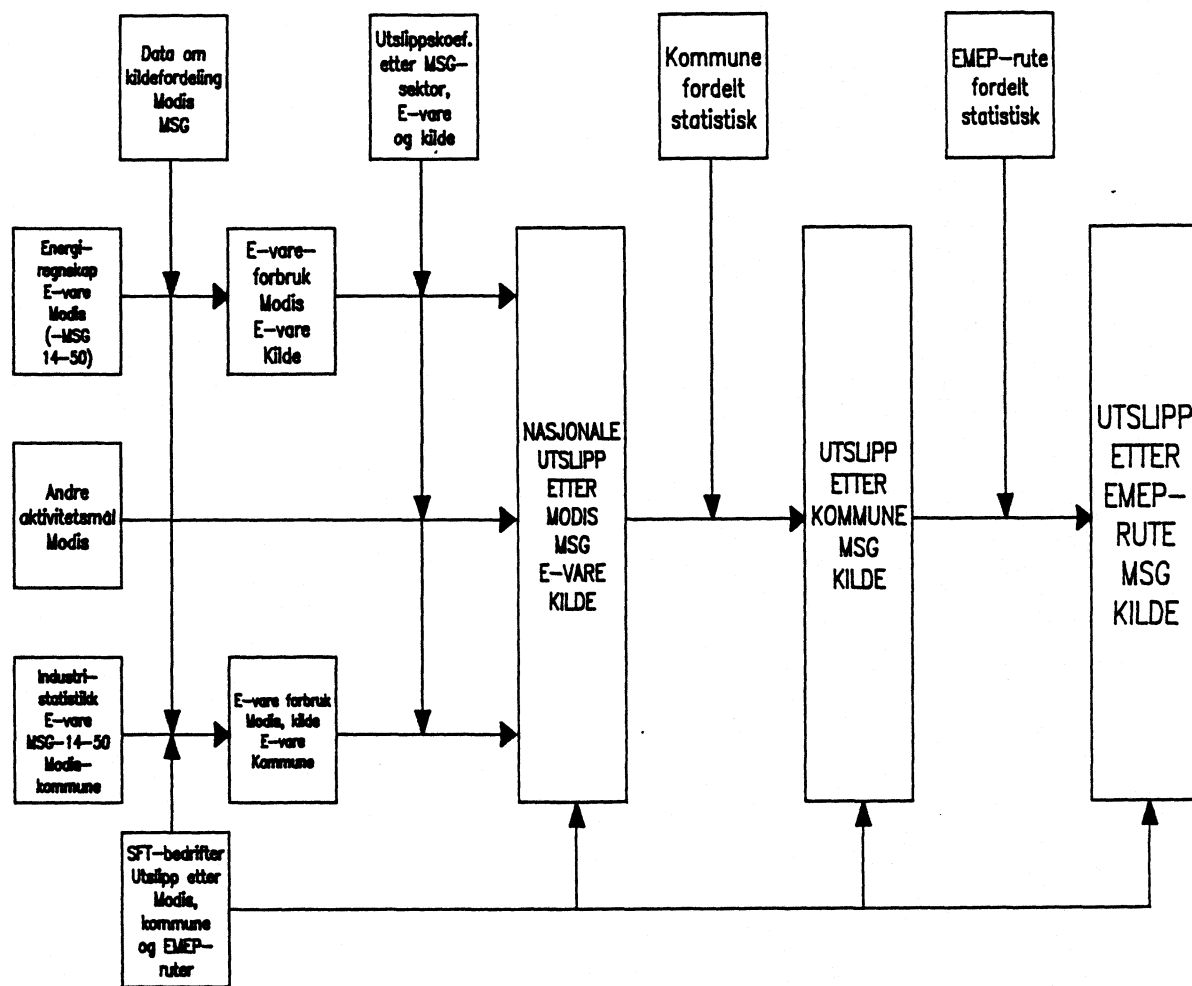 Data om
kildefordeling
Modis
MSG
Utslippskoef.
etter MSG-
sektor,
E-vare
og kilde
Kommune
fordelt
statistisk
EMEP-rute
fordelt
statistisk
Energi-
regnskap
E-vare
Modis
(-MSG
14-50)
E-vare-
forbruk
Modis
E-vare
Kilde
Andre
aktivitetsmål
Modis
Industri-
statistikk
E-vare
MSG-14-50
Modis-
kommune
E-vare forbruk
Modis, kilde
E-vare
Kommune
SFT-bedrifter
Utslipp etter
Modis,
kommune
og EMEP-
ruter
NASJONALE
UTSLIPP
ETTER
MODIS
MSG
E-VARE
KILDE
UTSLIPP
ETTER
KOMMUNE
MSG
KILDE
UTSLIPP
ETTER
EMEP-
RUTE
MSG
KILDE